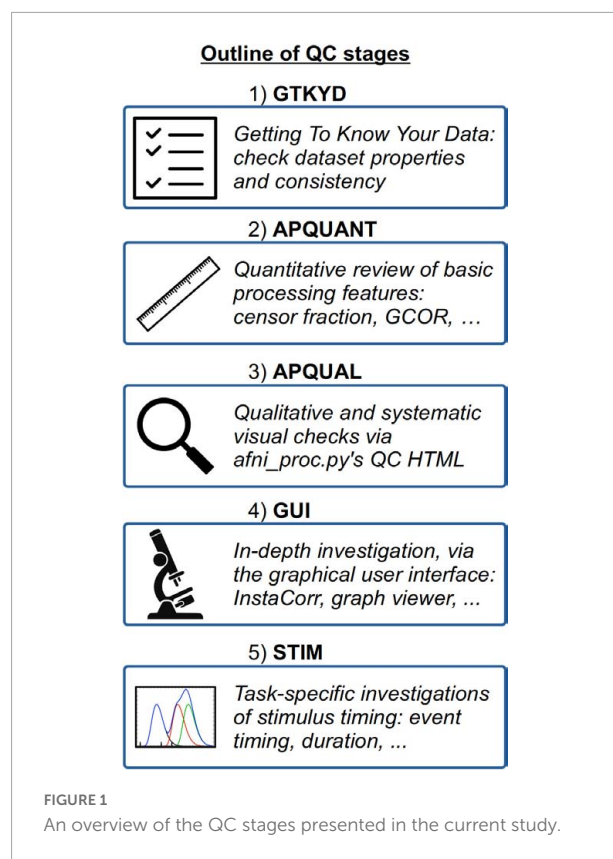 Outline of QC stages
1) GTKYD
Getting To Know Your Data:
check dataset properties
and consistency
2) APQUANT
Quantitative review of basic
processing features:
censor fraction, GCOR, ...
3) APQUAL
Qualitative and systematic
visual checks via
afni_proc.py's QC HTML
4) GUI
In-depth investigation, via
the graphical user interface:
InstaCorr, graph viewer, ...
5) STIM
Task-specific investigations
of stimulus timing: event
timing, duration, ...
FIGURE 1
An overview of the QC stages presented in the current study.